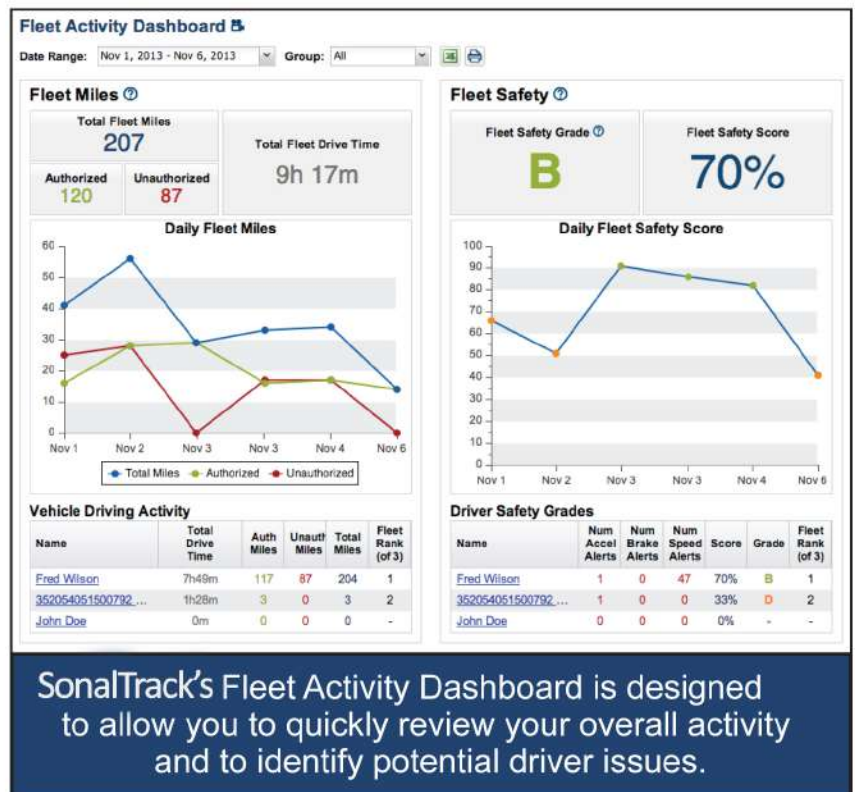 Fleet Activity Dashboard
Date Range: Nov 1, 2013 - Nov 6, 2013 Group: All
Fleet Miles ?
Total Fleet Miles
207
Authorized
120
Unauthorized
87
Total Fleet Drive Time
9h 17m
Daily Fleet Miles
60
50
40
30
20
10
0
Nov 1 Nov 2 Nov 3 Nov 3 Nov 4 Nov 6
Total Miles Authorized Unauthorized
Vehicle Driving Activity
Name Total Drive Time Auth Miles Unauth Miles Total Miles Fleet Rank (of 3)
Fred Wilson 7h49m 117 87 204 1
352054051500792 ... 1h28m 3 0 3 2
John Doe 0m 0 0 0 -
Fleet Safety ?
Fleet Safety Grade ?
B
Fleet Safety Score
70%
Daily Fleet Safety Score
100
90
80
70
60
50
40
30
20
10
0
Nov 1 Nov 2 Nov 3 Nov 3 Nov 4 Nov 6
Driver Safety Grades
Name Num Accel Alerts Num Brake Alerts Num Speed Alerts Score Grade Fleet Rank (of 3)
Fred Wilson 1 0 47 70% B 1
352054051500792 ... 1 0 0 33% D 2
John Doe 0 0 0 0% - -
SonalTrack's Fleet Activity Dashboard is designed
to allow you to quickly review your overall activity
and to identify potential driver issues.